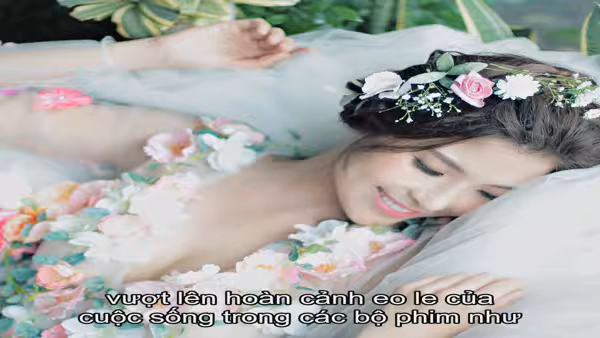 vượt lên hoàn cảnh eo le của
cuộc sống trong các bộ phim như